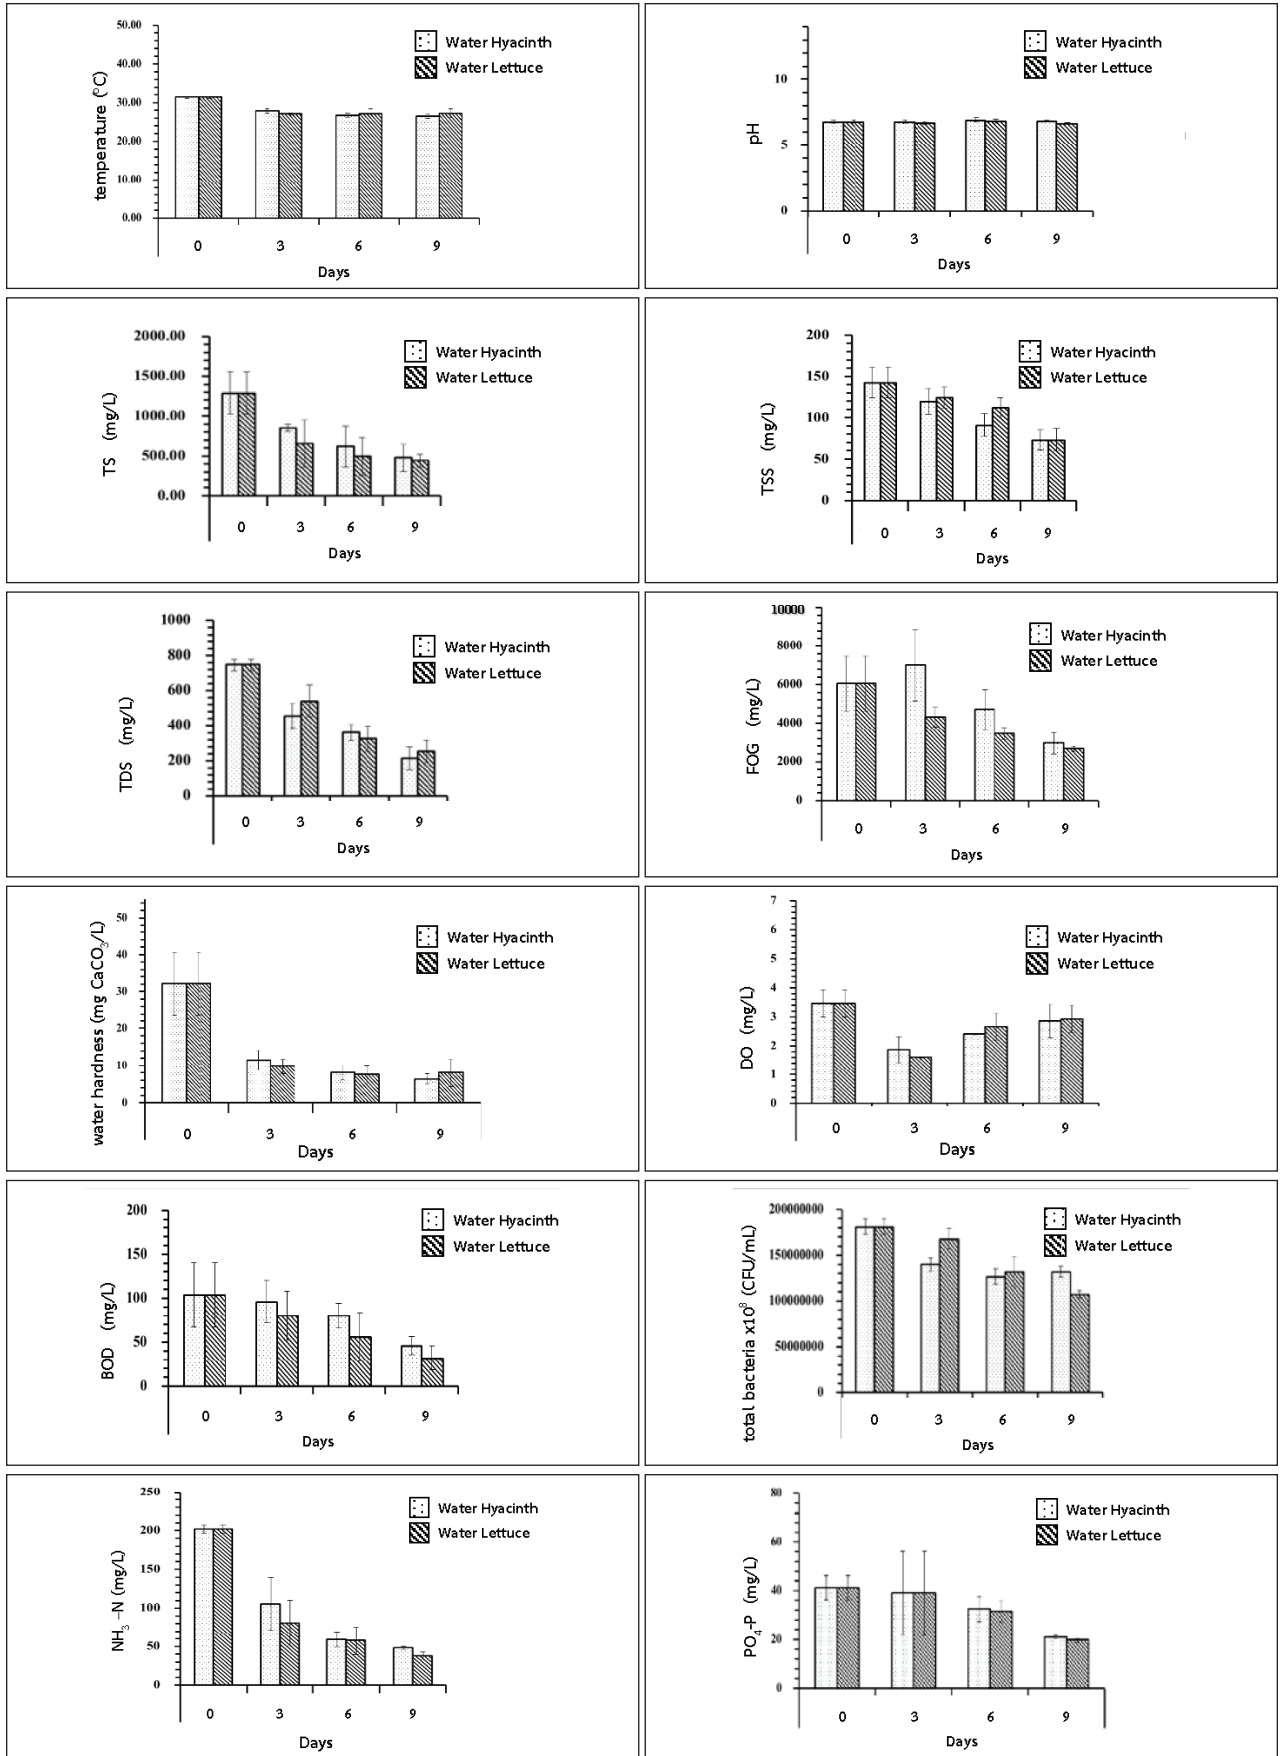 temperature (°C)
50.00
40.00
30.00
20.00
10.00
0.00
Water Hyacinth
Water Lettuce
0 3 6 9
Days
pH
10
5
0
Water Hyacinth
Water Lettuce
0 3 6 9
Days
TS (mg/L)
2000.00
1500.00
1000.00
500.00
0.00
Water Hyacinth
Water Lettuce
0 3 6 9
Days
TSS (mg/L)
200
150
100
50
0
Water Hyacinth
Water Lettuce
0 3 6 9
Days
TDS (mg/L)
1000
800
600
400
200
0
Water Hyacinth
Water Lettuce
0 3 6 9
Days
FOG (mg/L)
10000
8000
6000
4000
2000
0
Water Hyacinth
Water Lettuce
0 3 6 9
Days
water hardness (mg CaCO3/L)
50
40
30
20
10
0
Water Hyacinth
Water Lettuce
0 3 6 9
Days
DO (mg/L)
7
6
5
4
3
2
1
0
Water Hyacinth
Water Lettuce
0 3 6 9
Days
BOD (mg/L)
200
150
100
50
0
Water Hyacinth
Water Lettuce
0 3 6 9
Days
total bacteria x10⁸ (CFU/mL)
200000000
150000000
100000000
50000000
0
Water Hyacinth
Water Lettuce
0 3 6 9
Days
NH3 –N (mg/L)
250
200
150
100
50
0
Water Hyacinth
Water Lettuce
0 3 6 9
Days
PO4-P (mg/L)
80
60
40
20
0
Water Hyacinth
Water Lettuce
0 3 6 9
Days